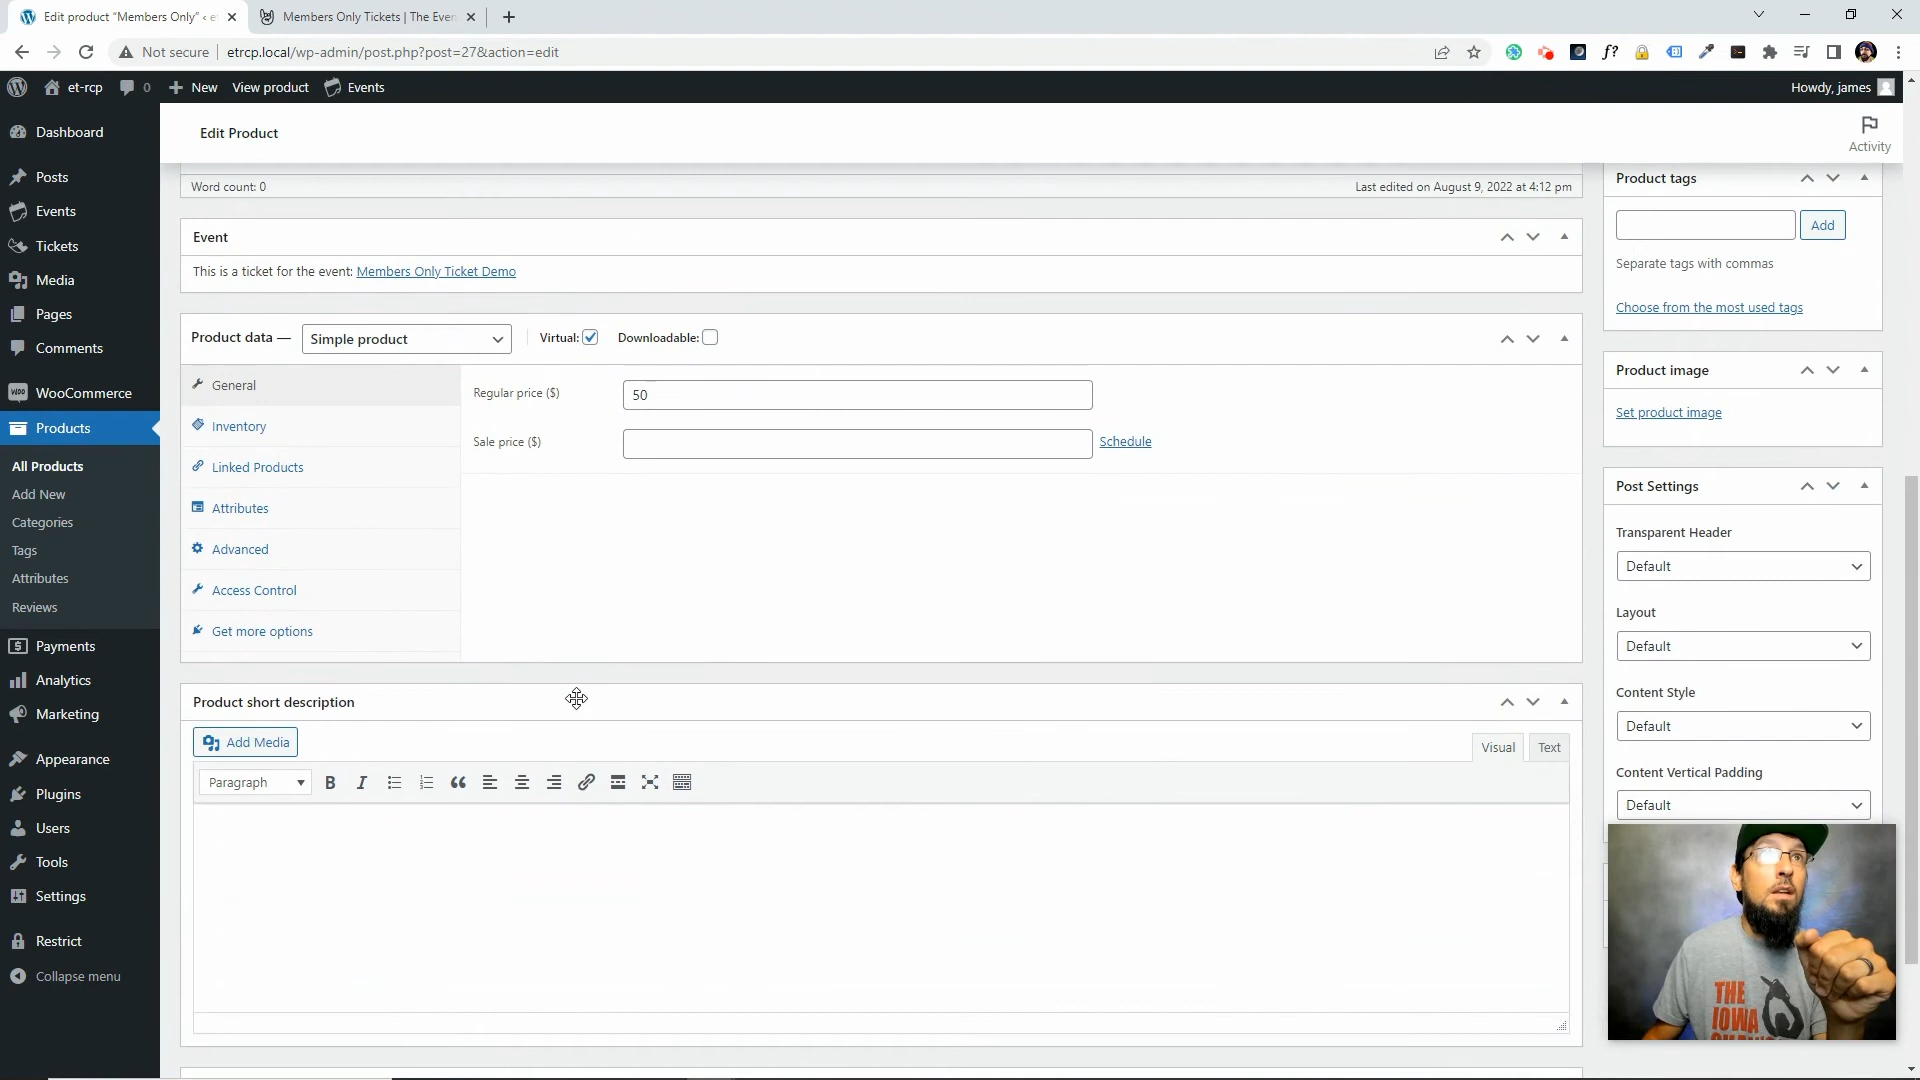 Edit product “Members Only” ‹ e
Members Only Tickets | The Even
Not secure
etrcp.local/wp-admin/post.php?post=27&action=edit
f?
et-rcp
0
New
View product
Events
Howdy, james
Dashboard
Posts
Events
Tickets
Media
Pages
Comments
WooCommerce
Products
All Products
Add New
Categories
Tags
Attributes
Reviews
Payments
Analytics
Marketing
Appearance
Plugins
Users
Tools
Settings
Restrict
Collapse menu
Edit Product
Activity
Word count: 0
Last edited on August 9, 2022 at 4:12 pm
Event
This is a ticket for the event: Members Only Ticket Demo
Product data —
Simple product
Virtual:
Downloadable:
General
Inventory
Linked Products
Attributes
Advanced
Access Control
Get more options
Regular price ($)
50
Sale price ($)
Schedule
Product short description
Add Media
Visual
Text
Paragraph
B
I
Product tags
Add
Separate tags with commas
Choose from the most used tags
Product image
Set product image
Post Settings
Transparent Header
Default
Layout
Default
Content Style
Default
Content Vertical Padding
Default
THE
IOWA